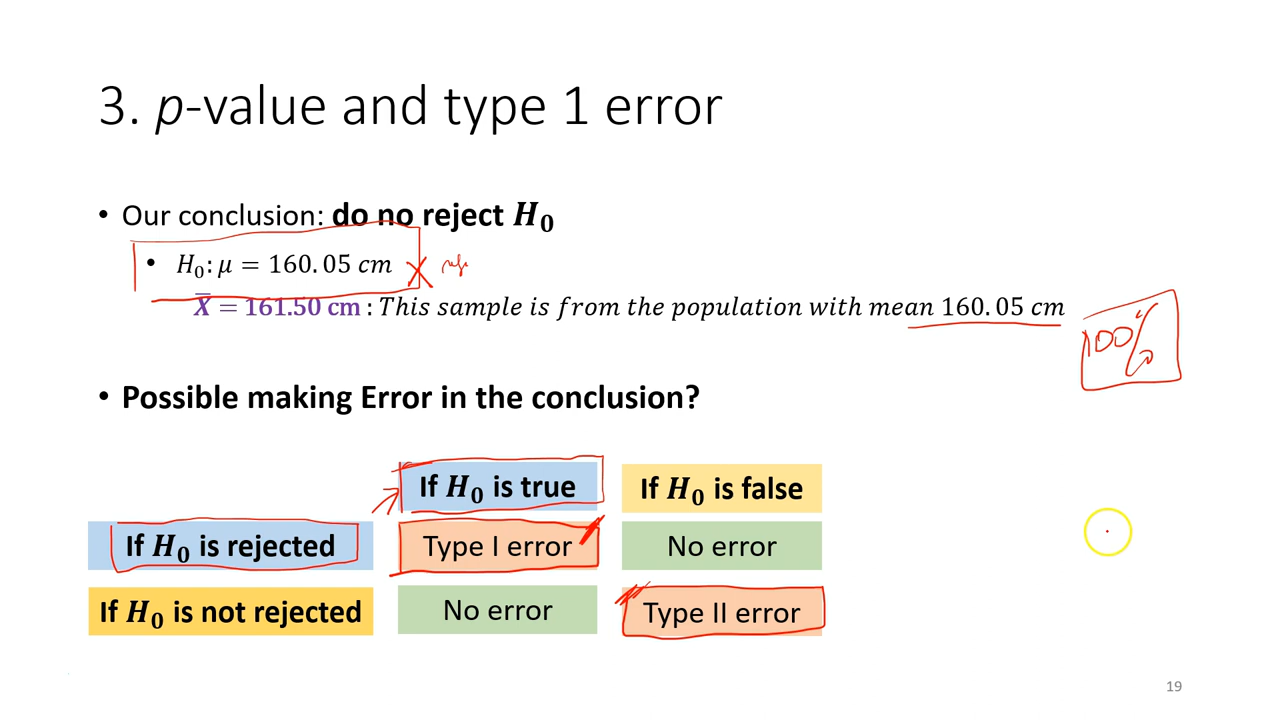 3. p-value and type 1 error
• Our conclusion: do no reject H₀
• H₀: μ = 160.05 cm
X̅ = 161.50 cm : This sample is from the population with mean 160.05 cm
100%
• Possible making Error in the conclusion?
If H₀ is true If H₀ is false
If H₀ is rejected Type I error No error
If H₀ is not rejected No error Type II error
19